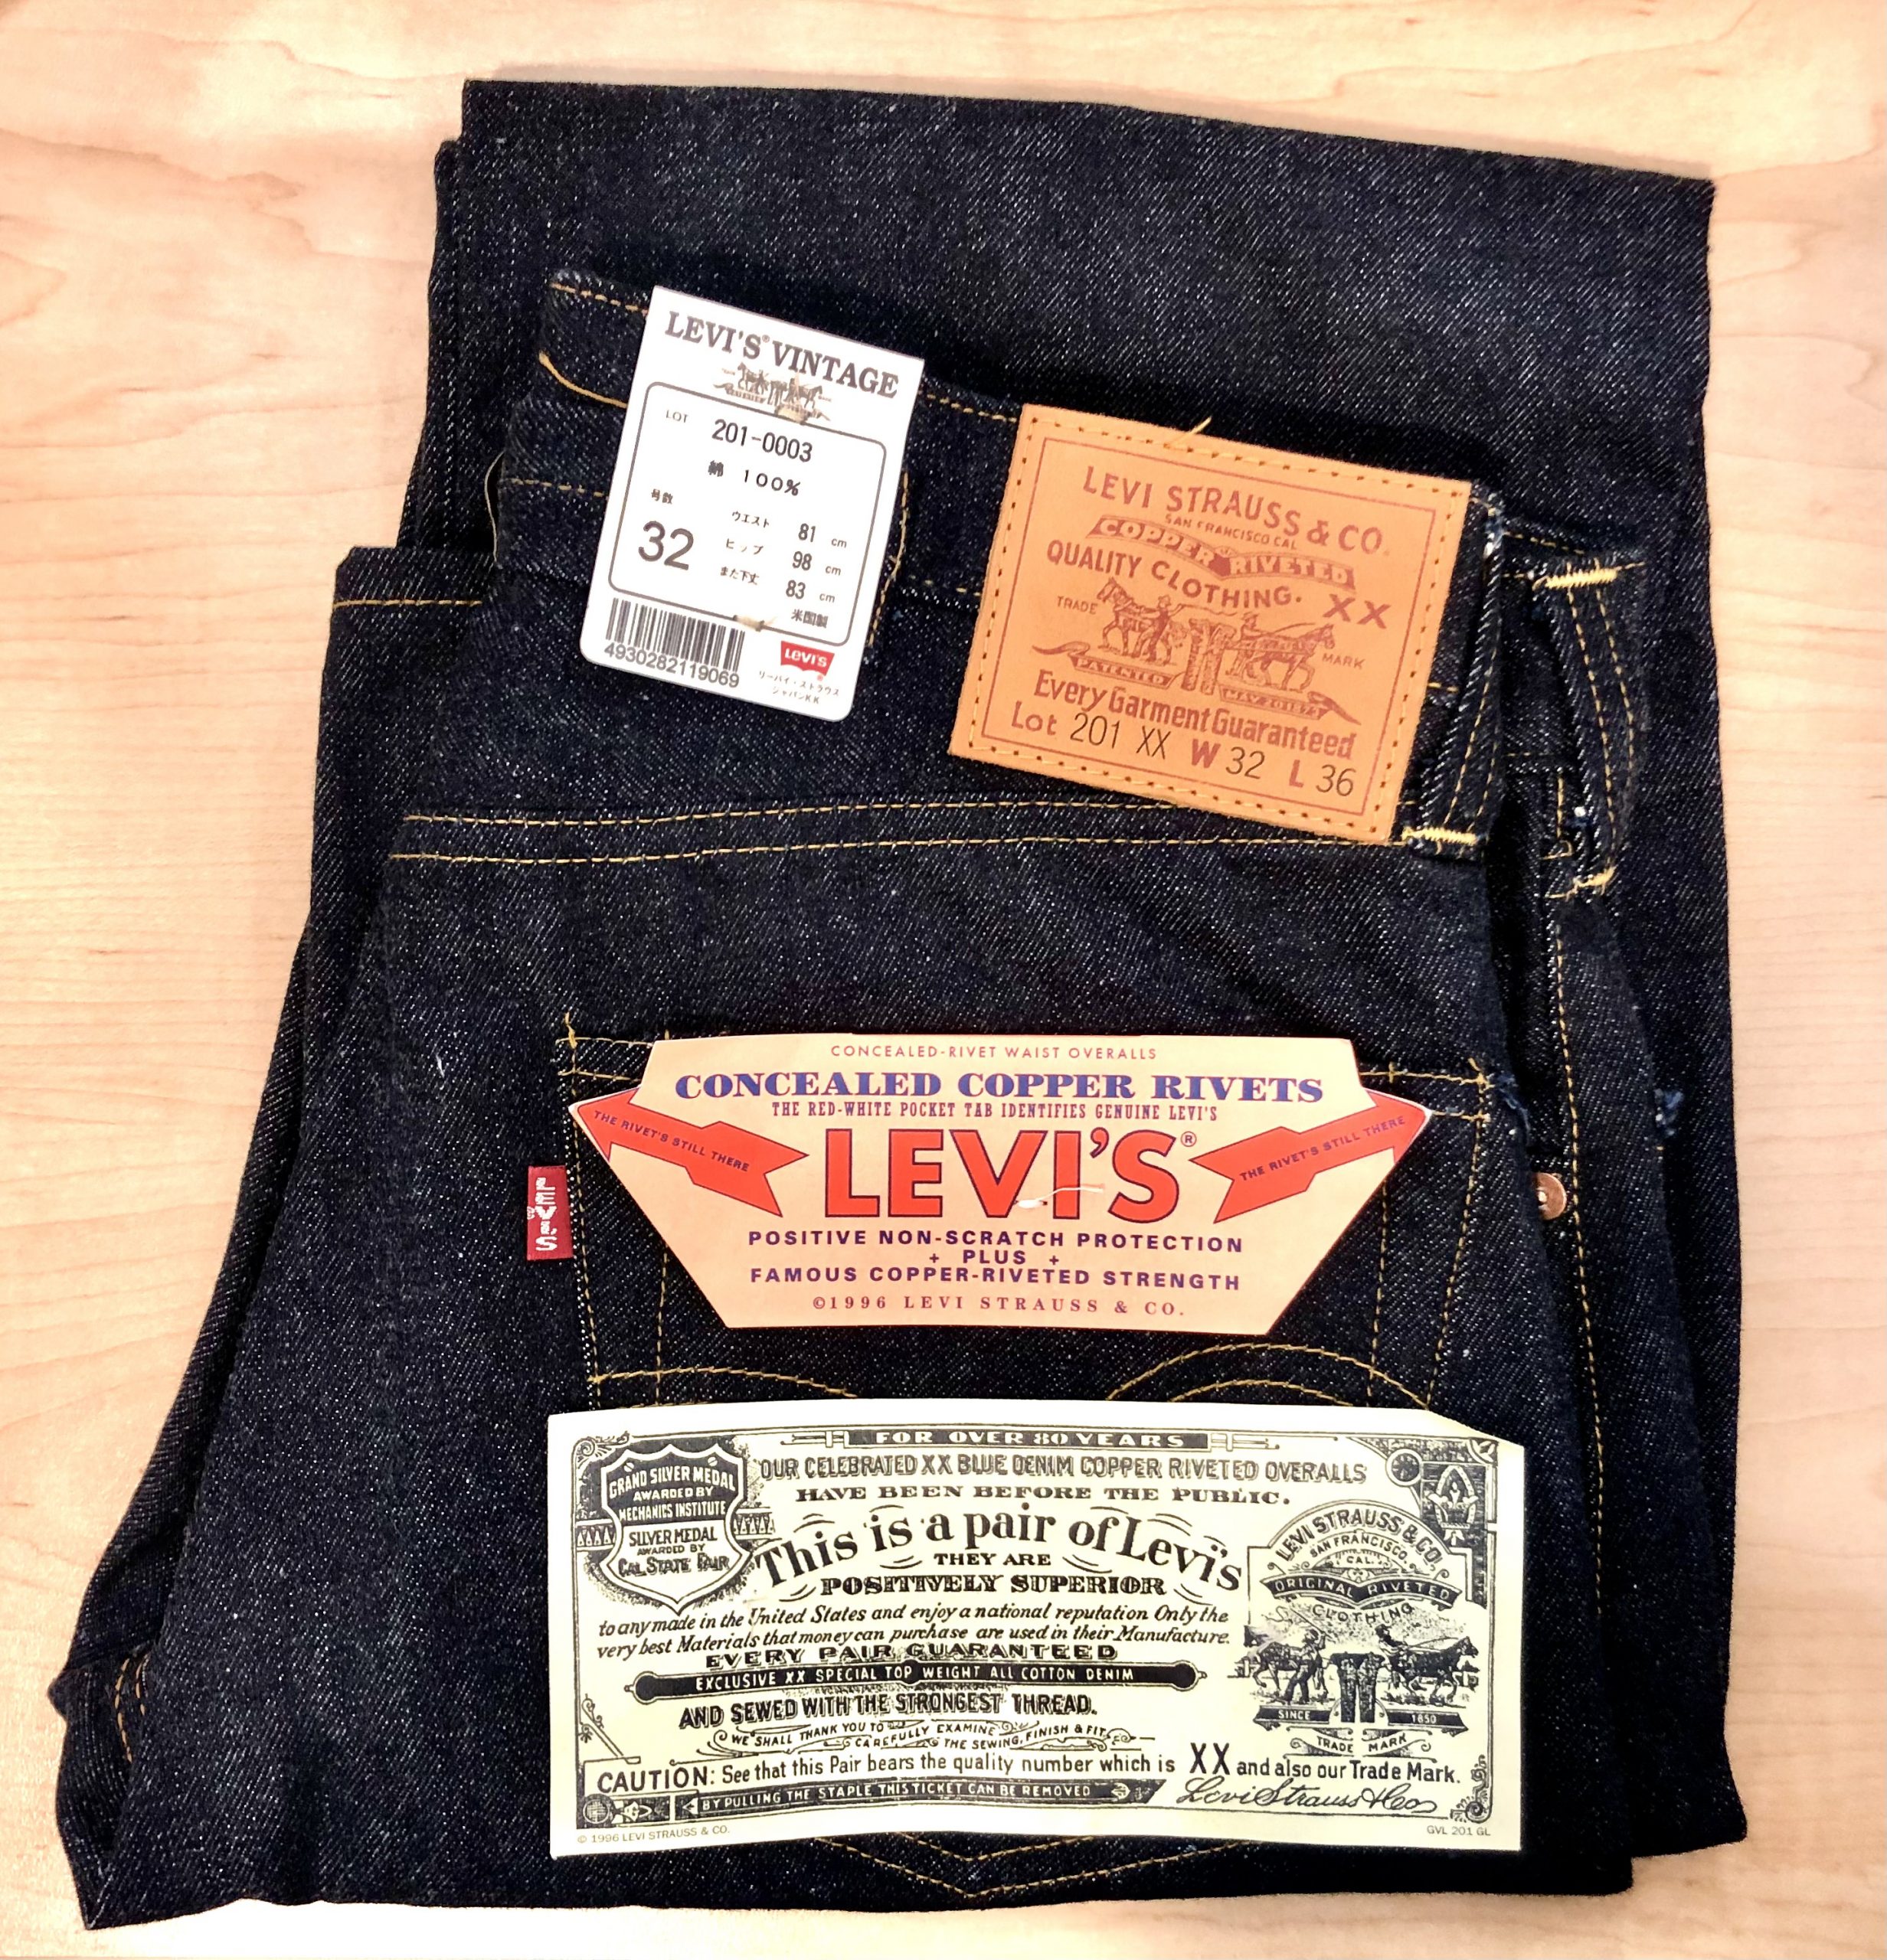 LEVI'S® VINTAGE
LOT
201-0003
綿 100%
号数
32
ウエスト 81 cm
ヒップ 98 cm
また下丈 83 cm
米国製
4930282119069
Levi's®
リーバイ・ストラウス
ジャパンKK
LEVI STRAUSS & CO.
SAN FRANCISCO CAL
COPPER RIVETED
QUALITY CLOTHING. XX
TRADE MARK
PATENTED MAY 20 1873
Every Garment Guaranteed
Lot 201 XX W 32 L 36
CONCEALED-RIVET WAIST OVERALLS
CONCEALED COPPER RIVETS
THE RED-WHITE POCKET TAB IDENTIFIES GENUINE LEVI'S
THE RIVET'S STILL THERE
LEVI'S®
THE RIVET'S STILL THERE
POSITIVE NON-SCRATCH PROTECTION
+ PLUS +
FAMOUS COPPER-RIVETED STRENGTH
©1996 LEVI STRAUSS & CO.
LEVI'S
FOR OVER 80 YEARS
OUR CELEBRATED XX BLUE DENIM COPPER RIVETED OVERALLS
HAVE BEEN BEFORE THE PUBLIC.
GRAND SILVER MEDAL
AWARDED BY
MECHANICS INSTITUTE
SILVER MEDAL
AWARDED BY
CAL. STATE FAIR
This is a pair of Levi's
THEY ARE
POSITIVELY SUPERIOR
to any made in the United States and enjoy a national reputation Only the
very best Materials that money can purchase are used in their Manufacture.
EVERY PAIR GUARANTEED
EXCLUSIVE XX SPECIAL TOP WEIGHT ALL COTTON DENIM
AND SEWED WITH THE STRONGEST THREAD.
WE SHALL THANK YOU TO CAREFULLY EXAMINE THE SEWING, FINISH & FIT.
LEVI STRAUSS & CO.
SAN FRANCISCO.
CAL.
ORIGINAL RIVETED
CLOTHING
SINCE 1850
TRADE MARK
CAUTION: See that this Pair bears the quality number which is XX and also our Trade Mark.
BY PULLING THE STAPLE THIS TICKET CAN BE REMOVED
Levi Strauss & Co
© 1996 LEVI STRAUSS & CO.
GVL 201 GL